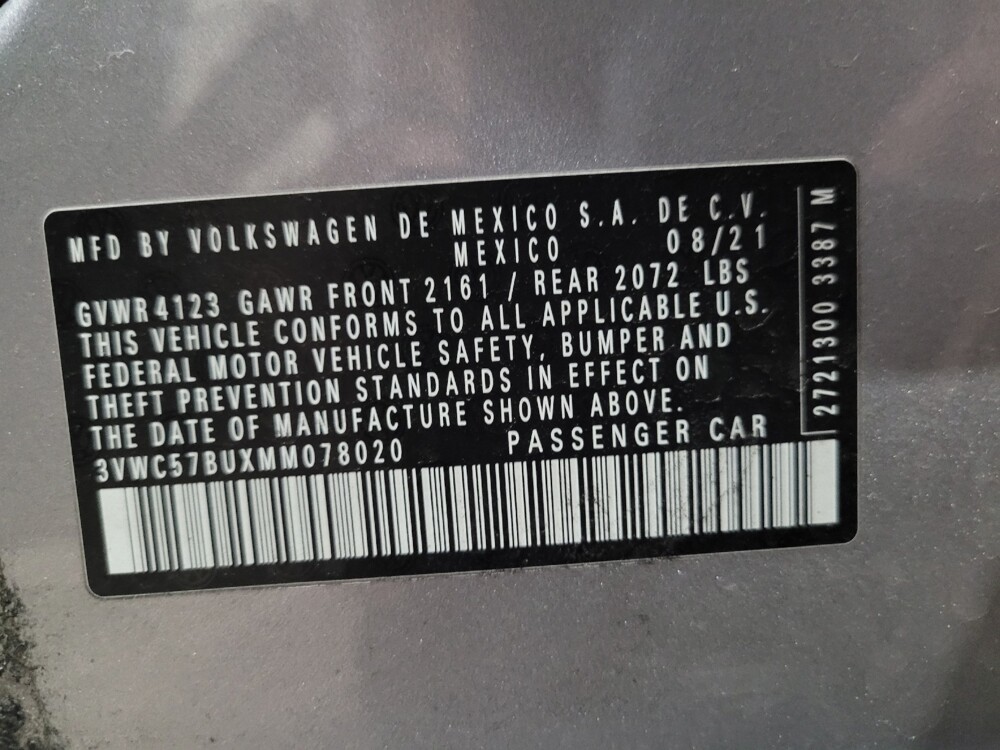 MFD BY VOLKSWAGEN DE MEXICO S.A. DE C.V.
MEXICO 08/21
GVWR4123 GAWR FRONT 2161 / REAR 2072 LBS
THIS VEHICLE CONFORMS TO ALL APPLICABLE U.S.
FEDERAL MOTOR VEHICLE SAFETY, BUMPER AND
THEFT PREVENTION STANDARDS IN EFFECT ON
THE DATE OF MANUFACTURE SHOWN ABOVE.
3VWC57BUXMM078020 PASSENGER CAR
2721300 3387 M